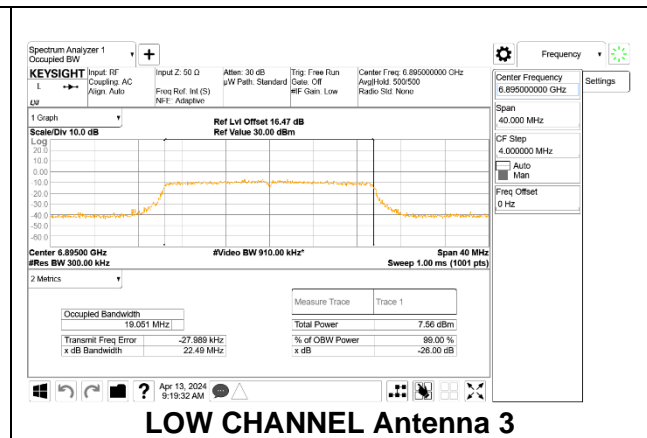 Spectrum Analyzer 1
Occupied BW
Frequency
KEYSIGHT
Input: RF
Coupling: AC
Align: Auto
Input Z: 50 Ω
Freq Ref: Int (S)
NFE: Adaptive
Atten: 30 dB
µW Path: Standard
Trig: Free Run
Gate: Off
#IF Gain: Low
Center Freq: 6.895000000 GHz
Avg|Hold: 500/500
Radio Std: None
Center Frequency
6.895000000 GHz
Settings
Span
40.000 MHz
CF Step
4.000000 MHz
Auto
Man
Freq Offset
0 Hz
1 Graph
Scale/Div 10.0 dB
Ref Lvl Offset 16.47 dB
Ref Value 30.00 dBm
Log
20.0
10.0
0.00
-10.0
-20.0
-30.0
-40.0
-50.0
-60.0
Center 6.89500 GHz
#Video BW 910.00 kHz*
Span 40 MHz
#Res BW 300.00 kHz
Sweep 1.00 ms (1001 pts)
2 Metrics
Measure Trace
Trace 1
Occupied Bandwidth
19.051 MHz
Total Power
7.56 dBm
Transmit Freq Error
-27.989 kHz
% of OBW Power
99.00 %
x dB Bandwidth
22.49 MHz
x dB
-26.00 dB
Apr 13, 2024
9:19:32 AM
LOW CHANNEL Antenna 3